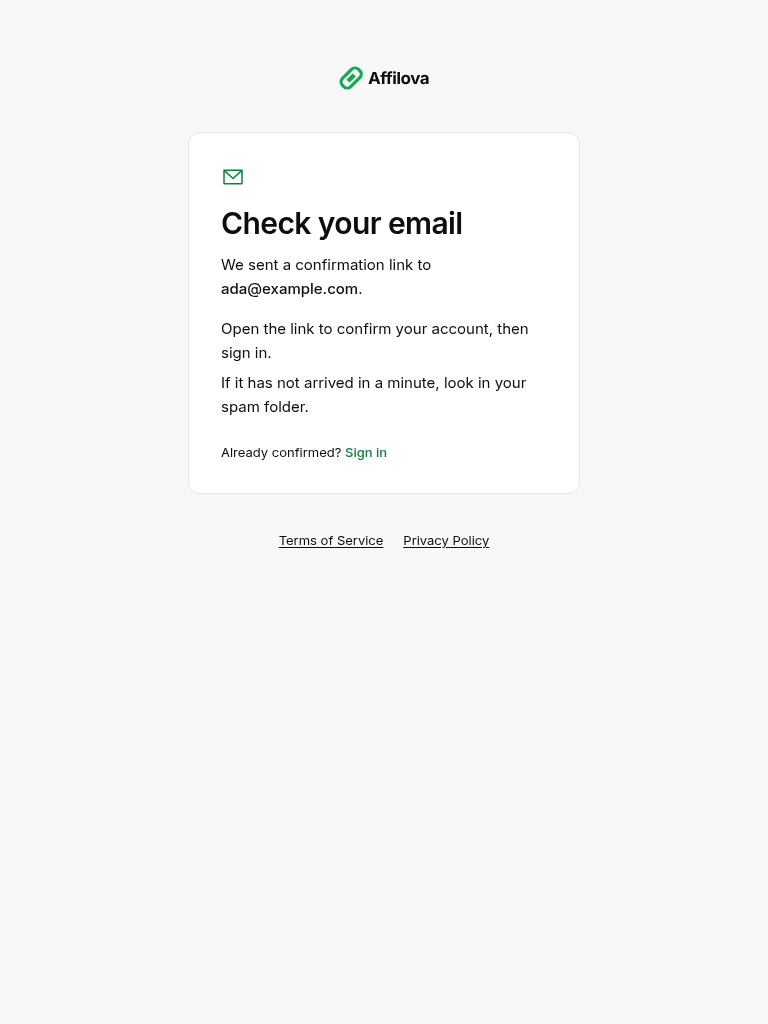 Affilova
Check your email
We sent a confirmation link to
ada@example.com.
Open the link to confirm your account, then
sign in.
If it has not arrived in a minute, look in your
spam folder.
Already confirmed? Sign in
Terms of Service Privacy Policy